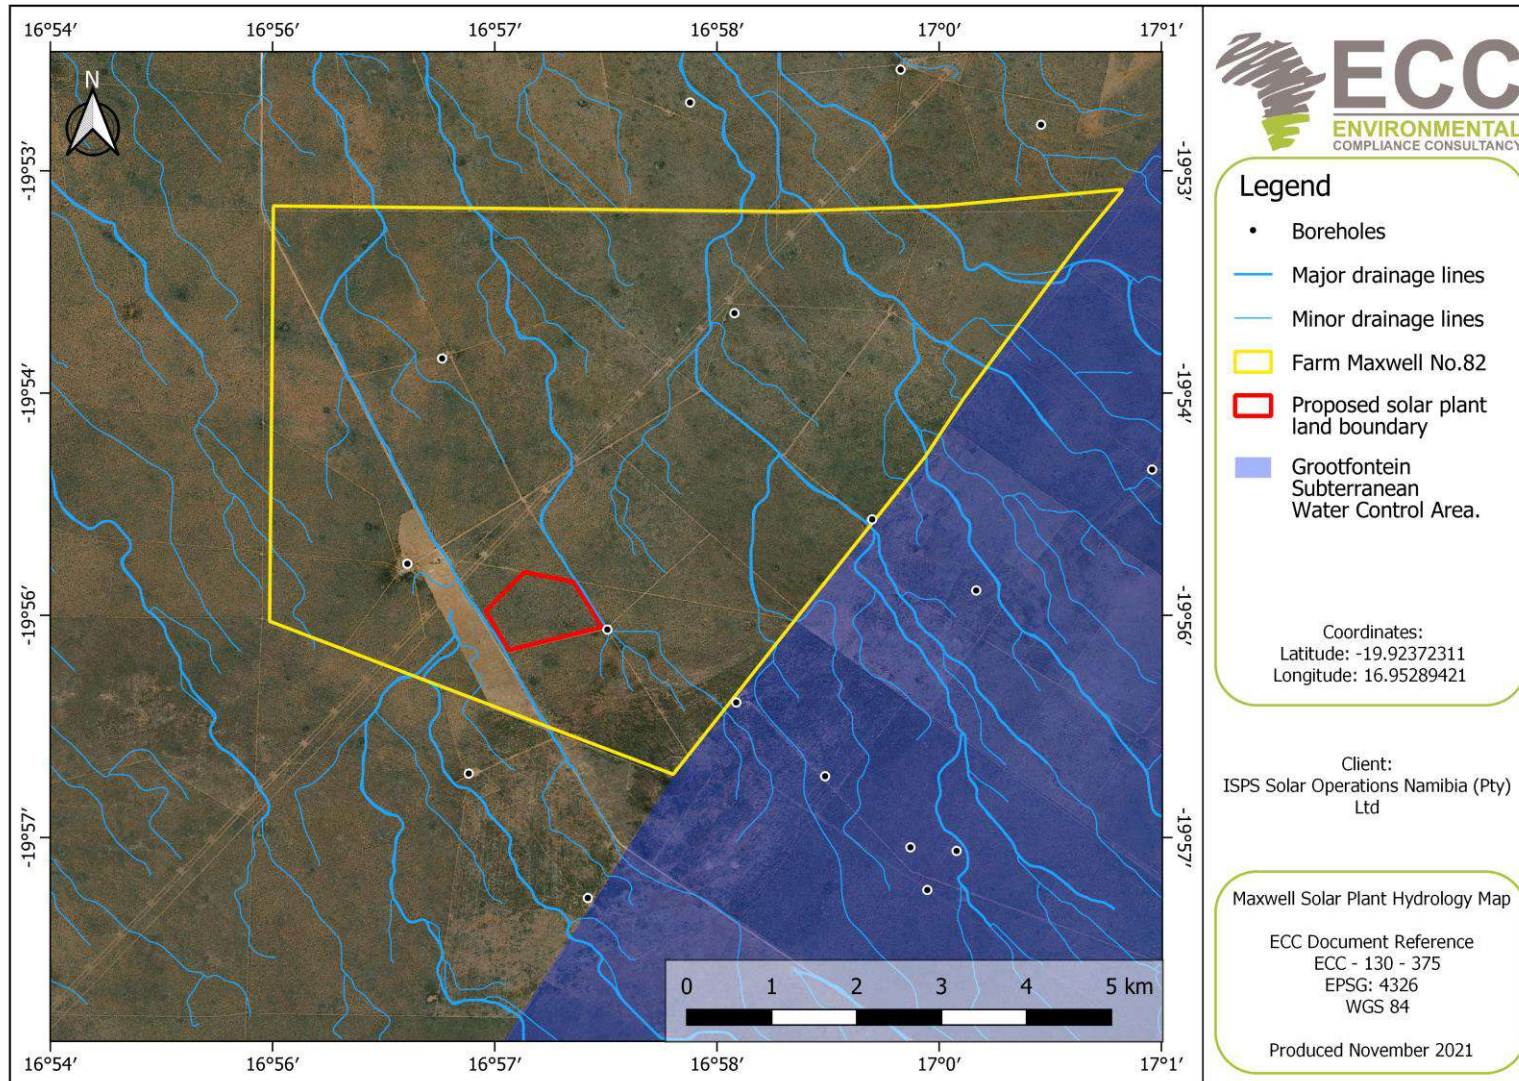 16°54′ 16°56′ 16°57′ 16°58′ 17°0′ 17°1′
N
-19°53′
-19°54′
-19°56′
-19°57′
-19°53′
-19°54′
-19°56′
-19°57′
0 1 2 3 4 5 km
16°54′ 16°56′ 16°57′ 16°58′ 17°0′ 17°1′
ECC
ENVIRONMENTAL
COMPLIANCE CONSULTANCY
Legend
Boreholes
Major drainage lines
Minor drainage lines
Farm Maxwell No.82
Proposed solar plant
land boundary
Grootfontein
Subterranean
Water Control Area.
Coordinates:
Latitude: -19.92372311
Longitude: 16.95289421
Client:
ISPS Solar Operations Namibia (Pty)
Ltd
Maxwell Solar Plant Hydrology Map
ECC Document Reference
ECC - 130 - 375
EPSG: 4326
WGS 84
Produced November 2021